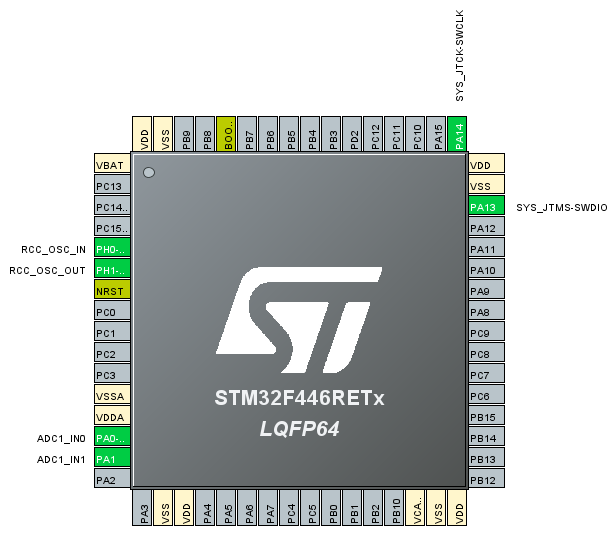 SYS_JTCK-SWCLK
VDD
VSS
PB9
PB8
BOO..
PB7
PB6
PB5
PB4
PB3
PD2
PC12
PC11
PC10
PA15
PA14
VBAT
PC13
PC14..
PC15..
RCC_OSC_IN PH0-..
RCC_OSC_OUT PH1-..
NRST
PC0
PC1
PC2
PC3
VSSA
VDDA
ADC1_IN0 PA0-..
ADC1_IN1 PA1
PA2
VDD
VSS
PA13 SYS_JTMS-SWDIO
PA12
PA11
PA10
PA9
PA8
PC9
PC8
PC7
PC6
PB15
PB14
PB13
PB12
ST
STM32F446RETx
LQFP64
PA3
VSS
VDD
PA4
PA5
PA6
PA7
PC4
PC5
PB0
PB1
PB2
PB10
VCA..
VSS
VDD